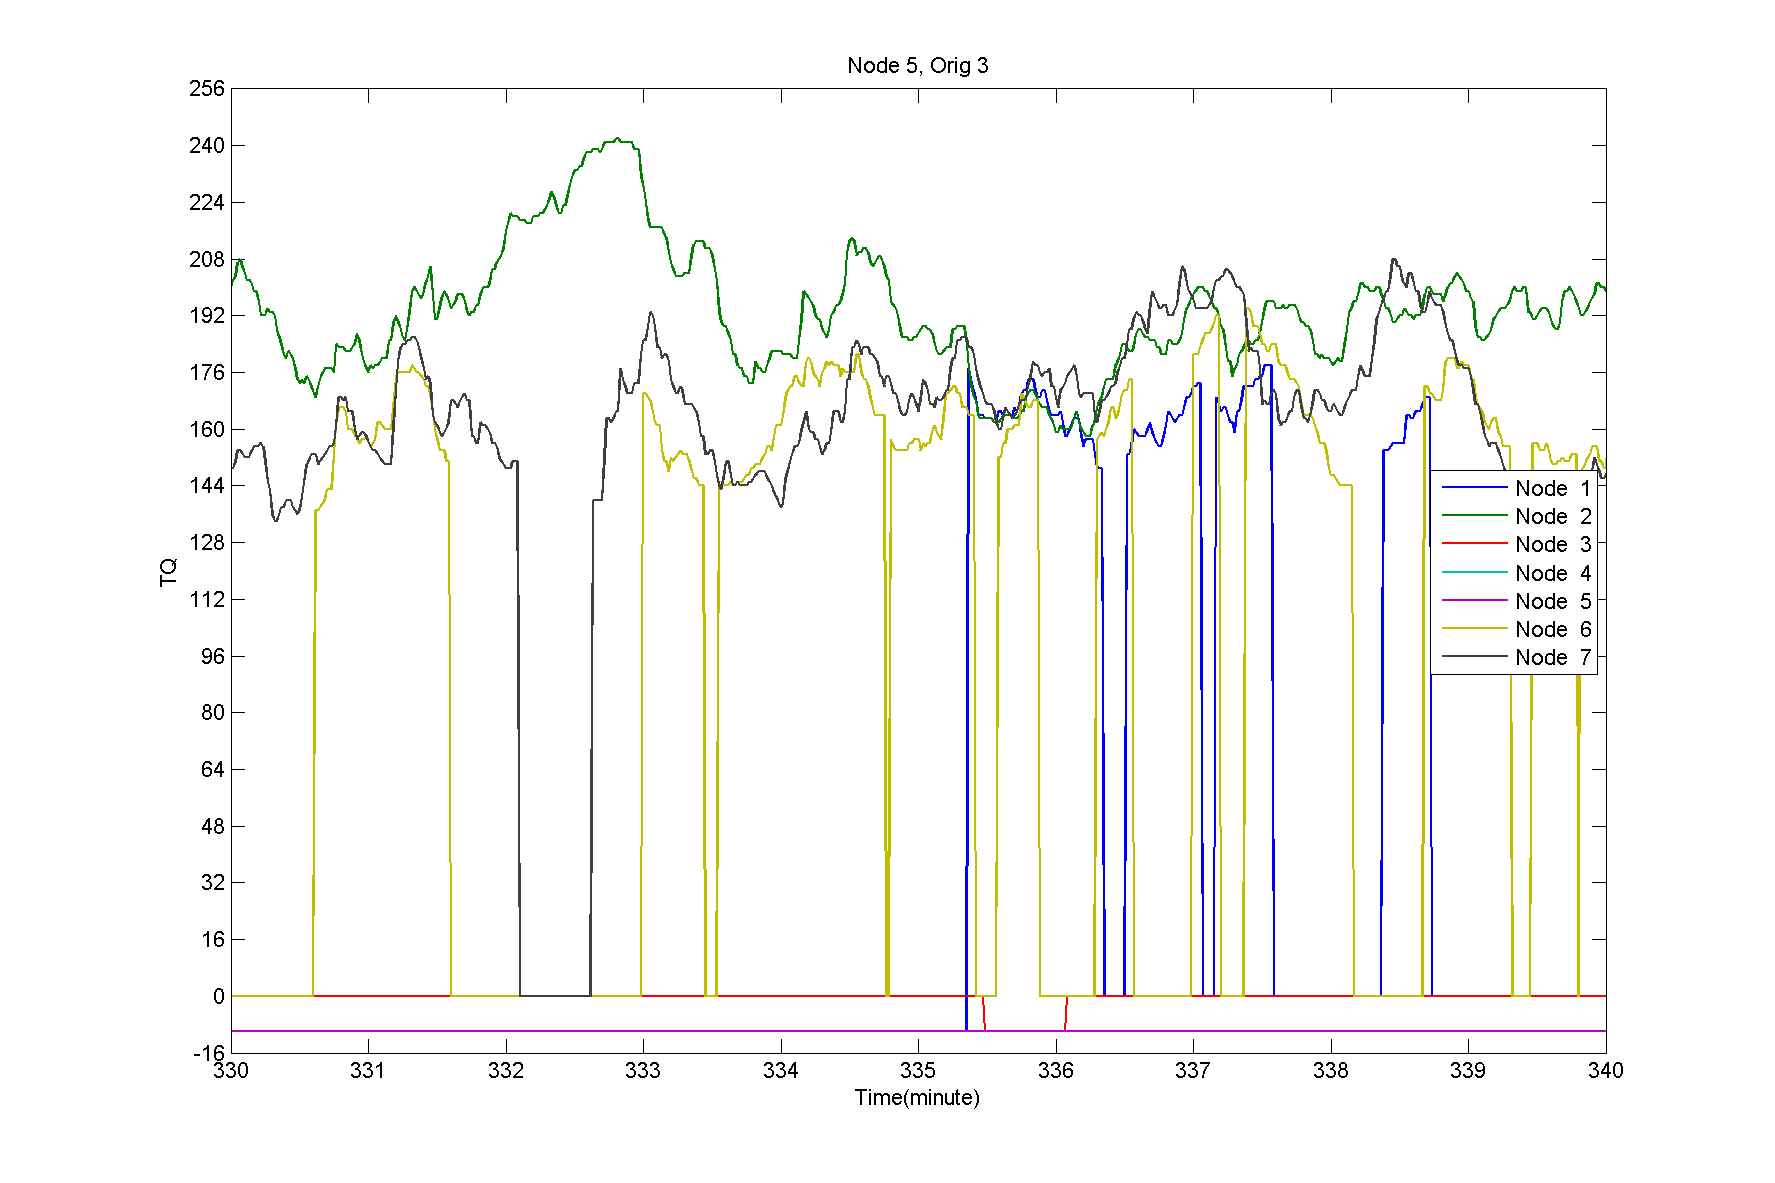 Node 5, Orig 3
256
240
224
208
192
176
160
144
128
112
96
80
64
48
32
16
0
-16
TQ
Node 1
Node 2
Node 3
Node 4
Node 5
Node 6
Node 7
330 331 332 333 334 335 336 337 338 339 340
Time(minute)